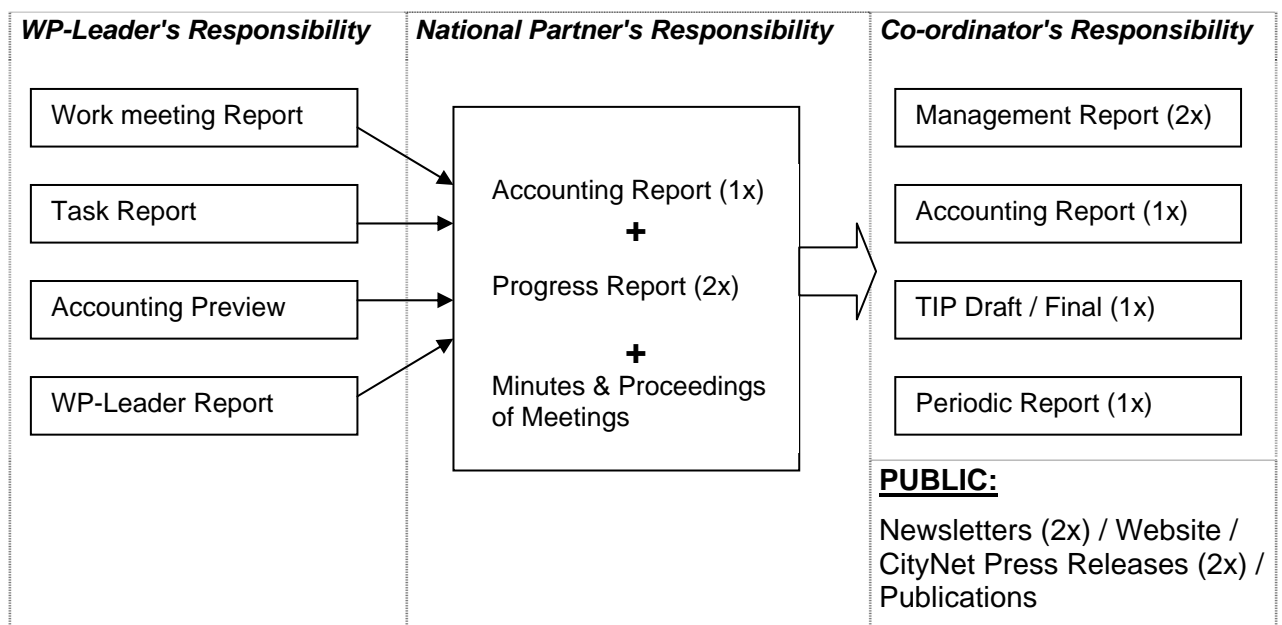 WP-Leader's Responsibility
Work meeting Report
Task Report
Accounting Preview
WP-Leader Report
National Partner's Responsibility
Accounting Report (1x)
+
Progress Report (2x)
+
Minutes & Proceedings
of Meetings
Co-ordinator's Responsibility
Management Report (2x)
Accounting Report (1x)
TIP Draft / Final (1x)
Periodic Report (1x)
PUBLIC:
Newsletters (2x) / Website /
CityNet Press Releases (2x) /
Publications